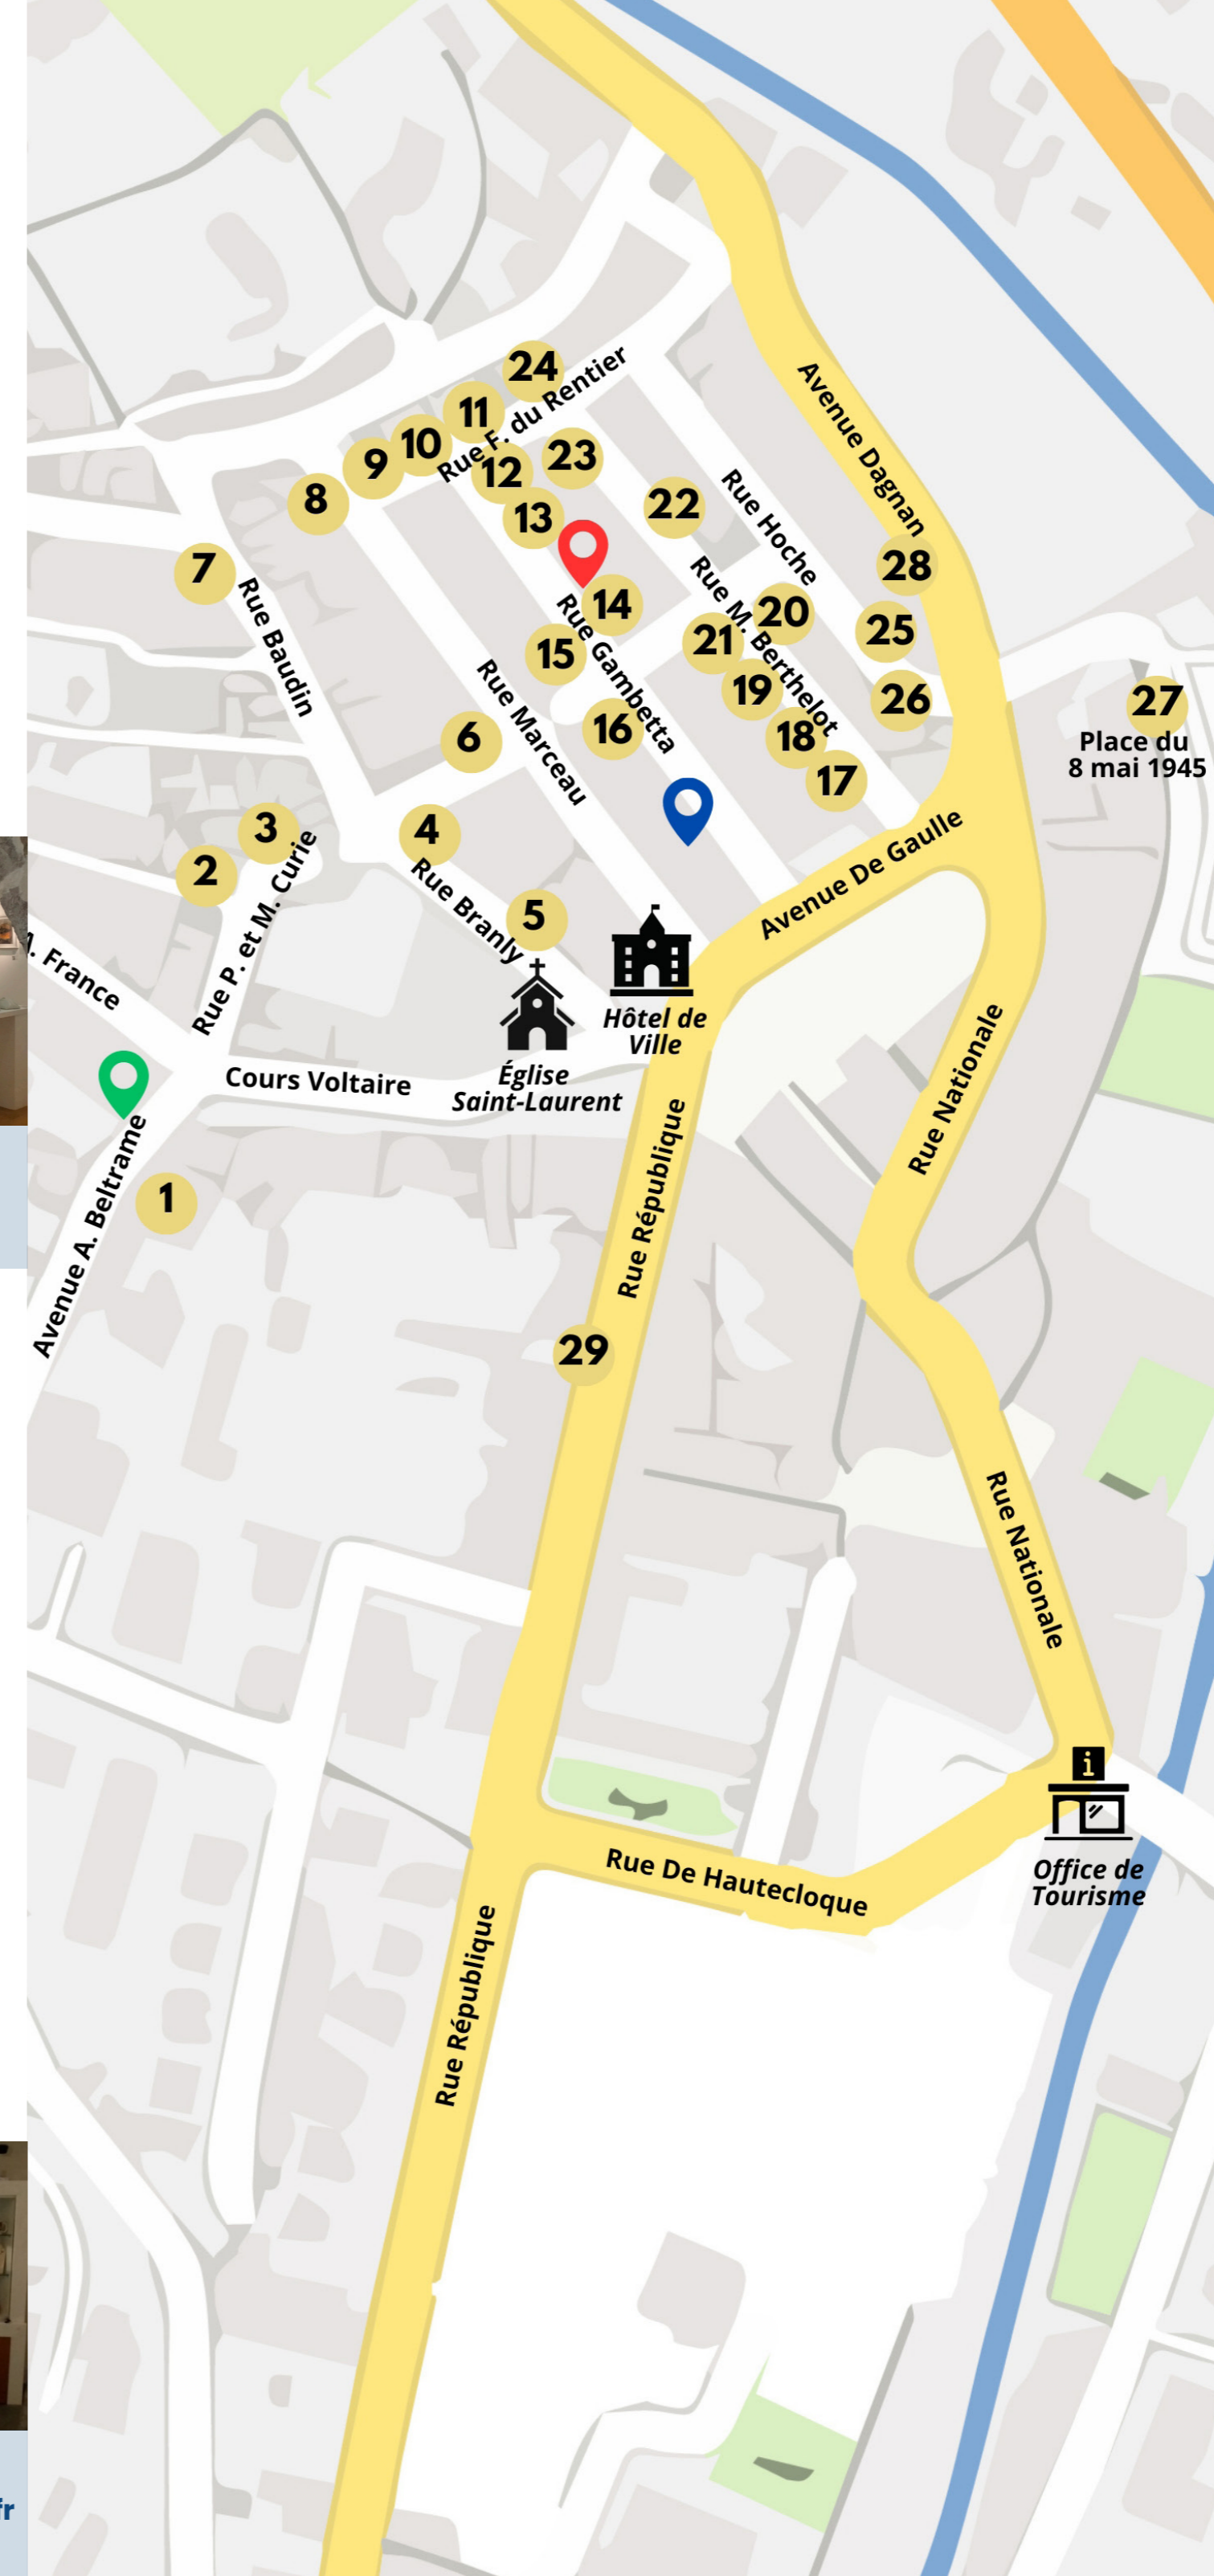 24
Rue F. du Rentier
11
10
9
12
23
8
13
22
Avenue Dagnan
Rue Hoche
7
28
14
Rue M. Berthelot
20
25
21
15
Rue Gambetta
Rue Baudin
19
26
27
Place du
8 mai 1945
Rue Marceau
16
6
18
17
3
4
2
Rue P. et M. Curie
Avenue De Gaulle
Rue Branly
5
. France
Hôtel de
Ville
Rue Nationale
Cours Voltaire
Église
Saint-Laurent
Avenue A. Beltrame
1
Rue République
29
Rue Nationale
i
Rue De Hautecloque
Office de
Tourisme
Rue République
fr